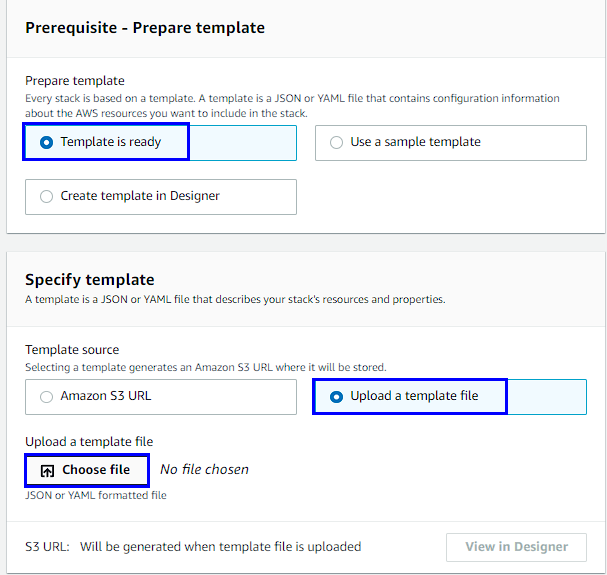 Prerequisite - Prepare template
Prepare template
Every stack is based on a template. A template is a JSON or YAML file that contains configuration information
about the AWS resources you want to include in the stack.
Template is ready
Use a sample template
Create template in Designer
Specify template
A template is a JSON or YAML file that describes your stack's resources and properties.
Template source
Selecting a template generates an Amazon S3 URL where it will be stored.
Amazon S3 URL
Upload a template file
Upload a template file
Choose file
No file chosen
JSON or YAML formatted file
S3 URL: Will be generated when template file is uploaded
View in Designer